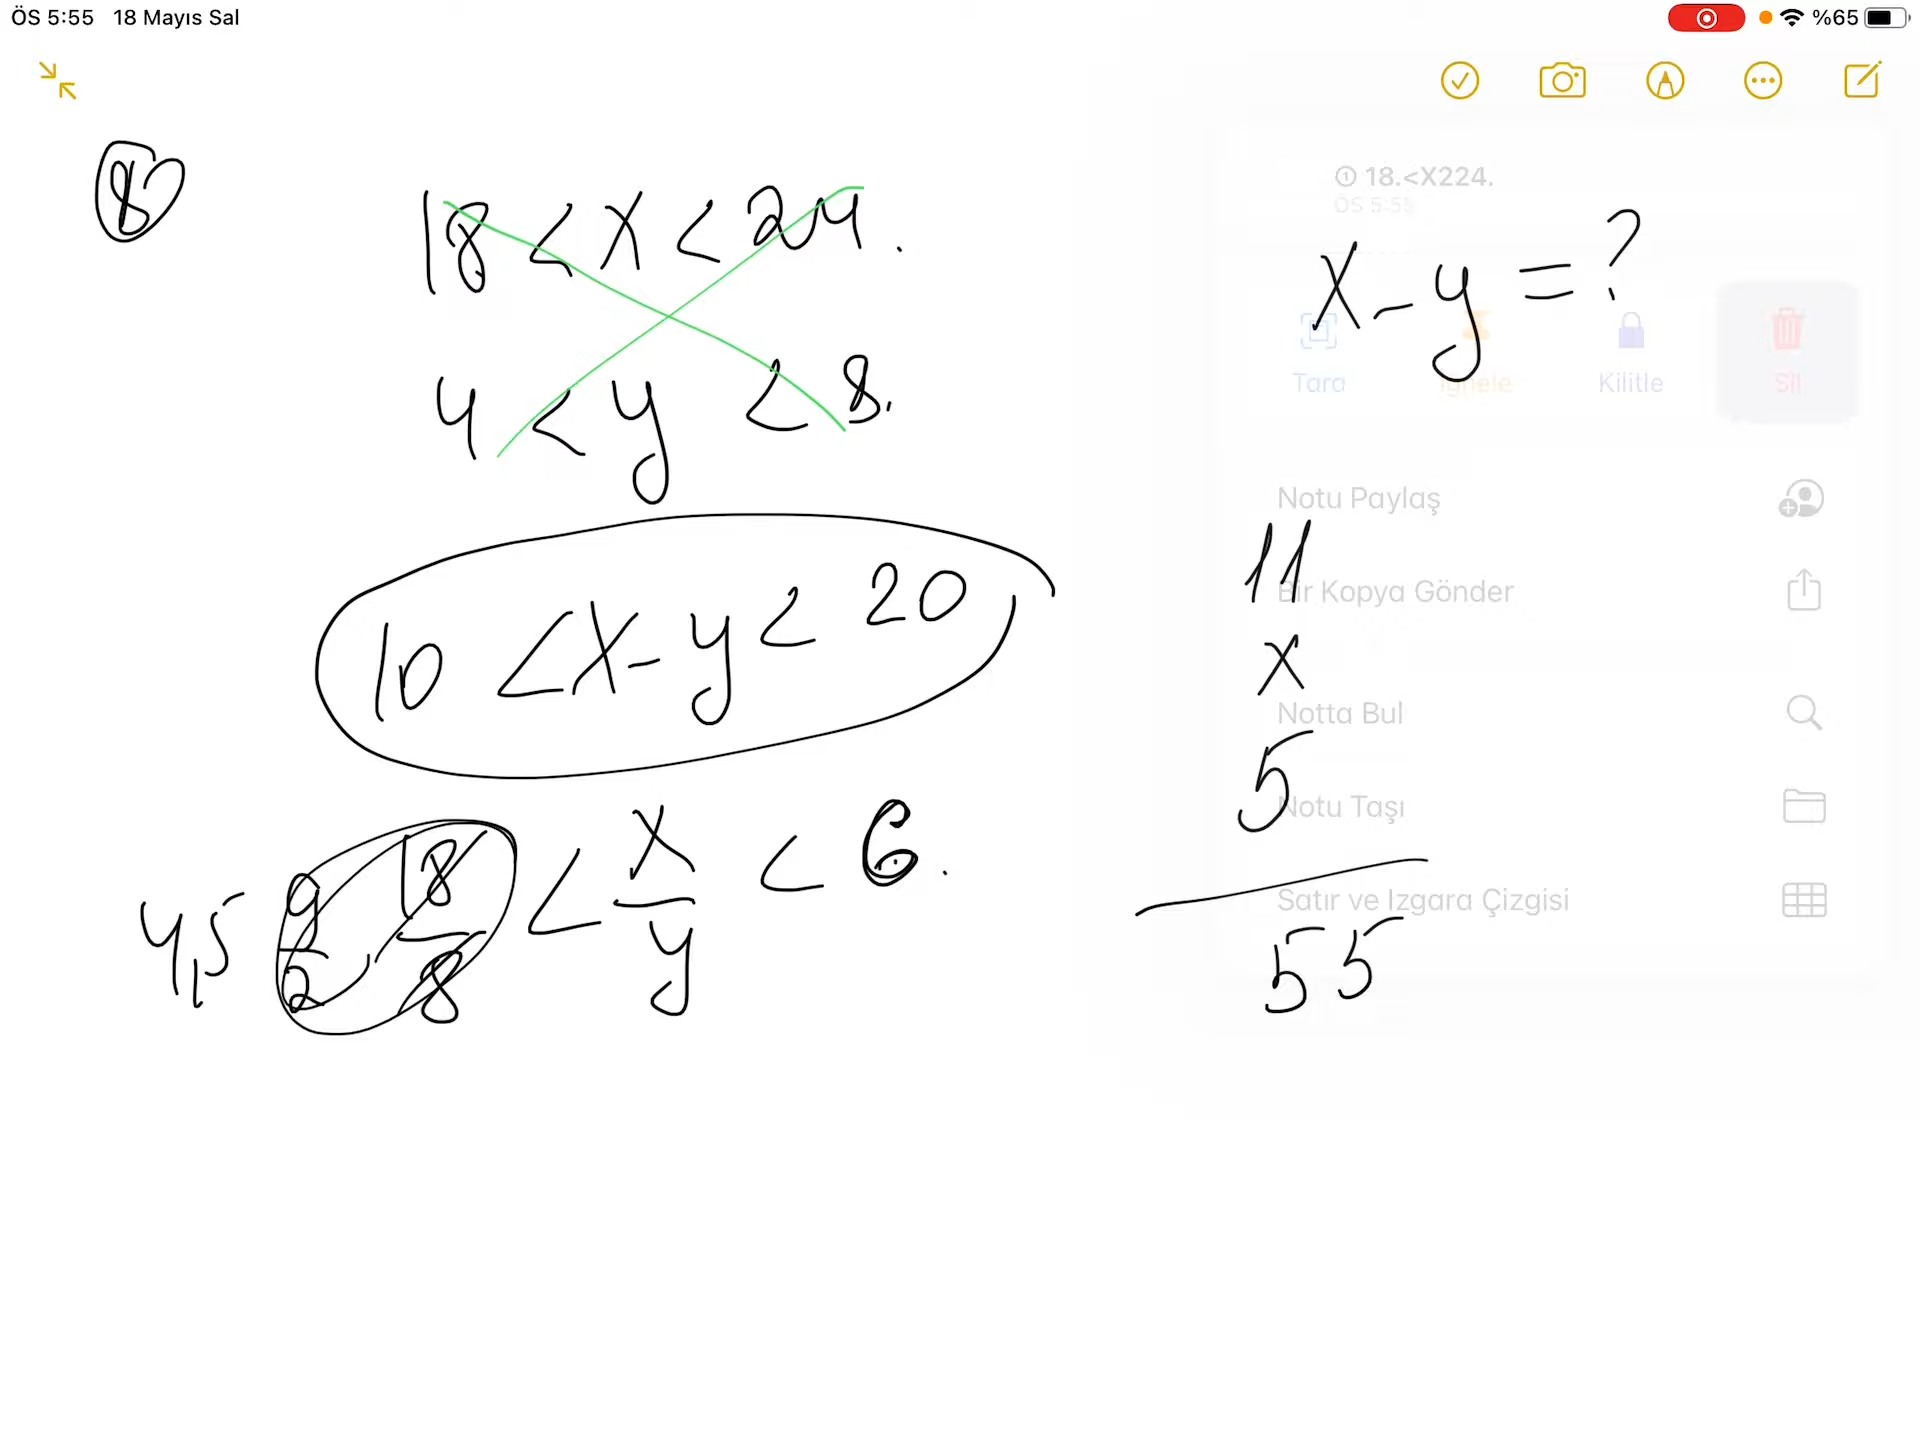 ÖS 5:55 18 Mayıs Sal %65
8
18 < x < 24.
4 < y < 8.
10 < x - y < 20
4,5 9/2 18/8 < x/y < 6.
18.<X224.
ÖS 5:55
x - y = ?
Tara İğnele Kilitle Sil
Notu Paylaş
11
Bir Kopya Gönder
x
Notta Bul
5
Notu Taşı
Satır ve Izgara Çizgisi
55